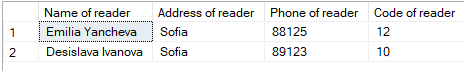 Name of reader Address of reader Phone of reader Code of reader
1 Emilia Yancheva Sofia 88125 12
2 Desislava Ivanova Sofia 89123 10